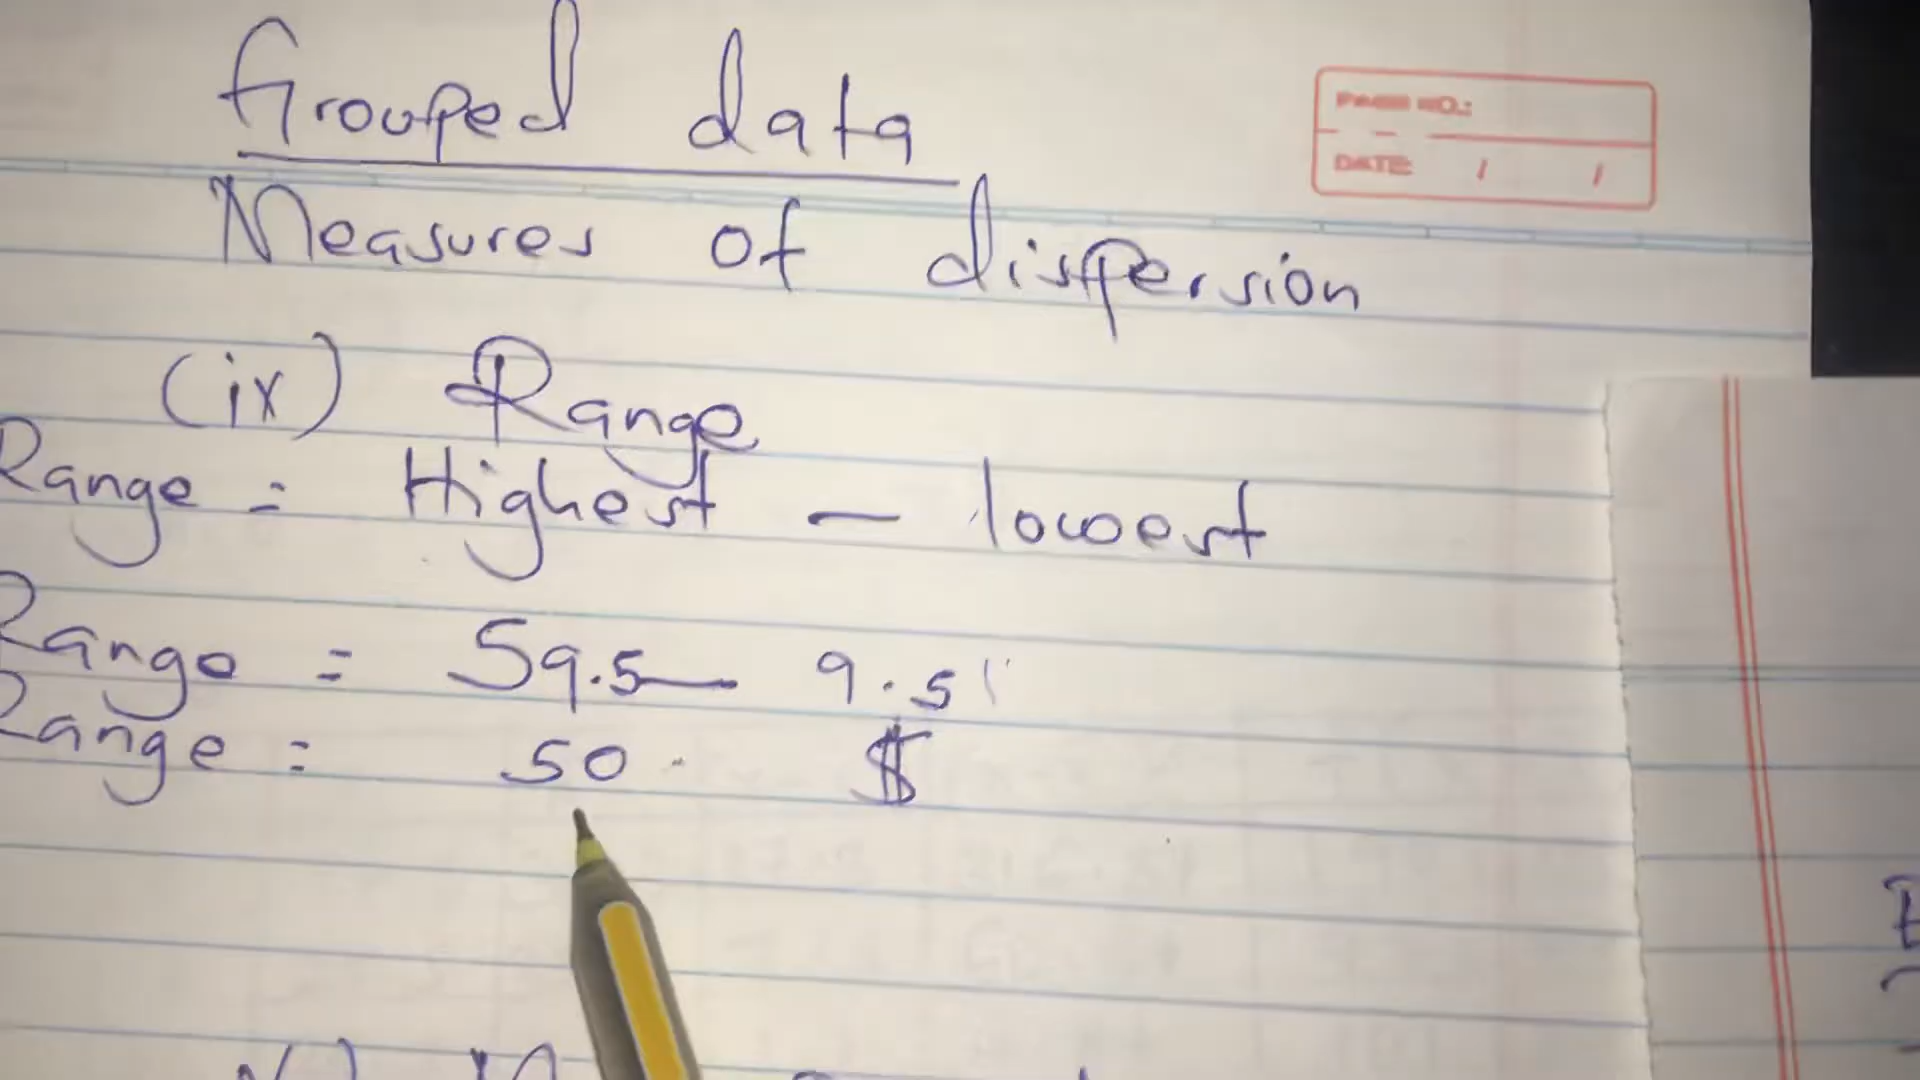 Grouped data
PAGE NO.:
DATE: / /
Measures of dispersion
(ix) Range
Range = Highest - lowest
Range = 59.5 - 9.5
Range = 50. $